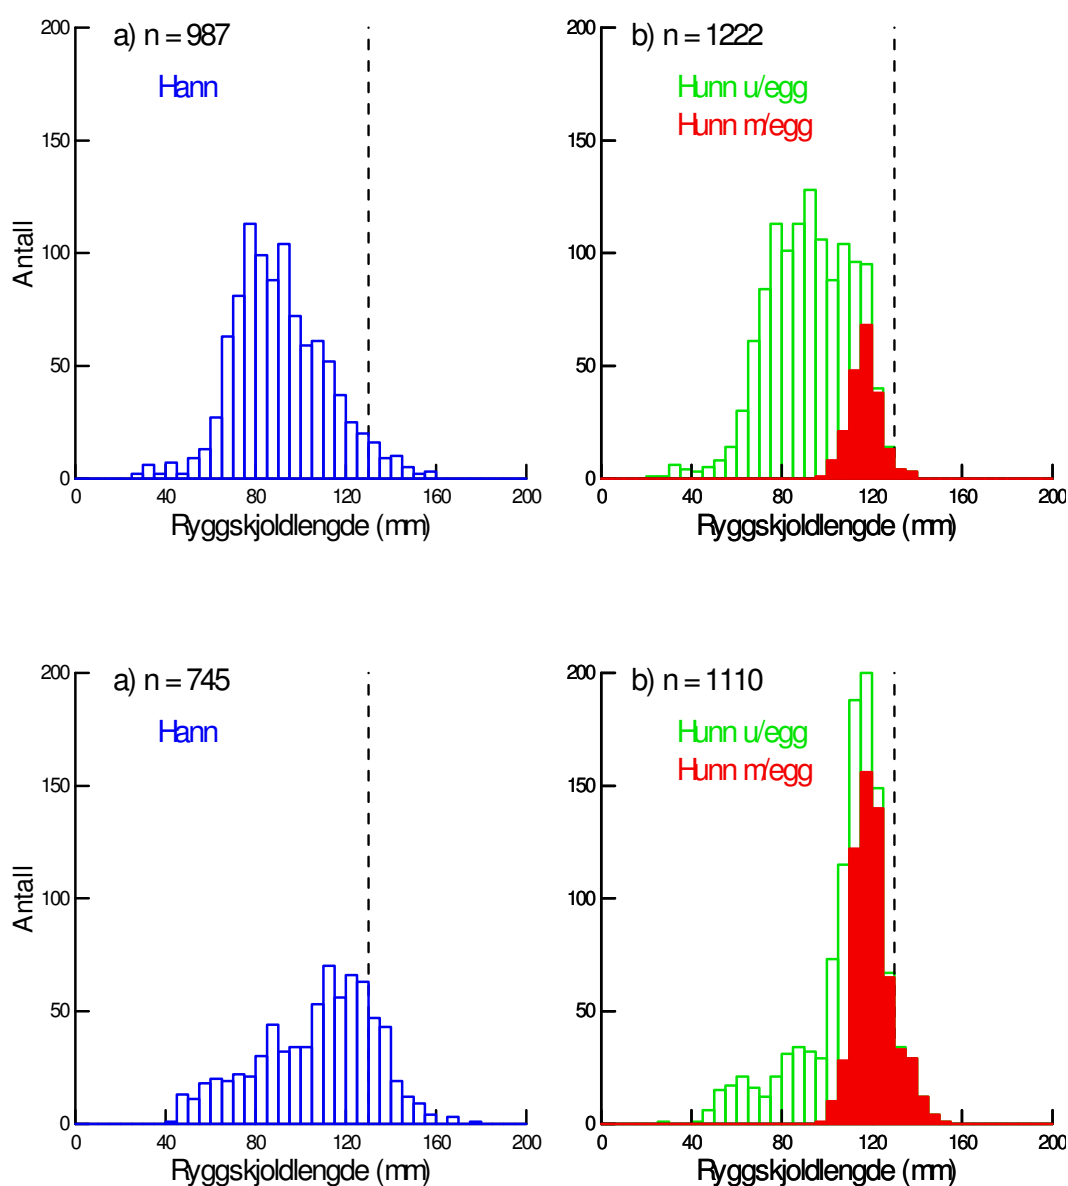 a) n = 987
Hann
200
150
100
50
0
Antall
0 40 80 120 160 200
Ryggskjoldlengde (mm)
b) n = 1222
Hunn u/egg
Hunn m/egg
200
150
100
50
0
0 40 80 120 160 200
Ryggskjoldlengde (mm)
a) n = 745
Hann
200
150
100
50
0
Antall
0 40 80 120 160 200
Ryggskjoldlengde (mm)
b) n = 1110
Hunn u/egg
Hunn m/egg
200
150
100
50
0
0 40 80 120 160 200
Ryggskjoldlengde (mm)